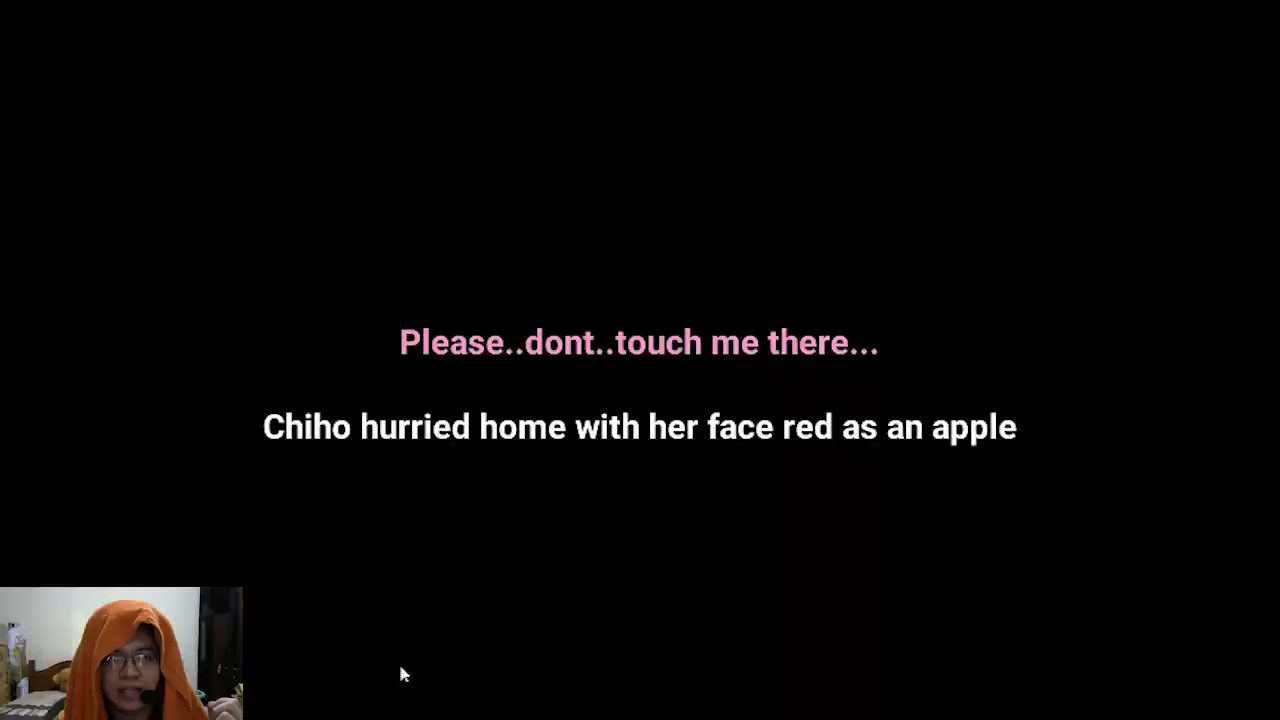 Please..dont..touch me there...
Chiho hurried home with her face red as an apple